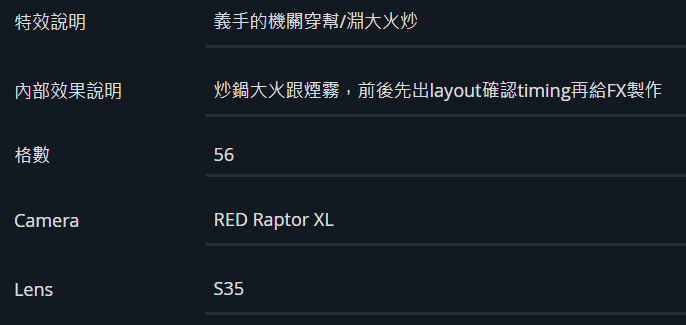 特效說明 義手的機關穿幫/淵大火炒
內部效果說明 炒鍋大火跟煙霧，前後先出layout確認timing再給FX製作
格數 56
Camera RED Raptor XL
Lens S35